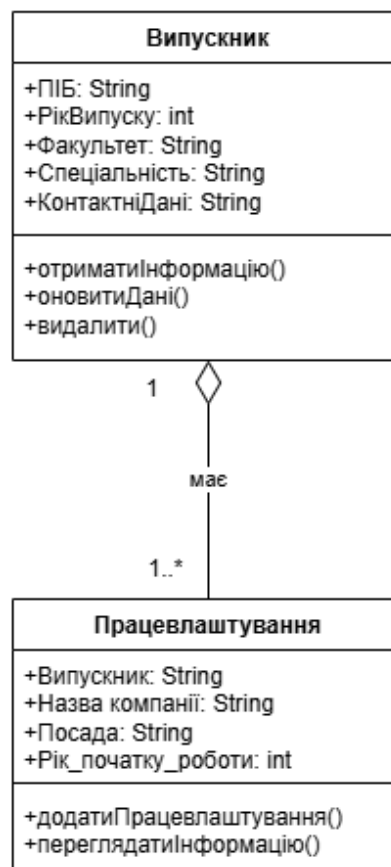 Випускник
+ПІБ: String
+РікВипуску: int
+Факультет: String
+Спеціальність: String
+КонтактніДані: String
+отриматиІнформацію()
+оновитиДані()
+видалити()
1
має
1..*
Працевлаштування
+Випускник: String
+Назва компанії: String
+Посада: String
+Рік_початку_роботи: int
+додатиПрацевлаштування()
+переглядатиІнформацію()